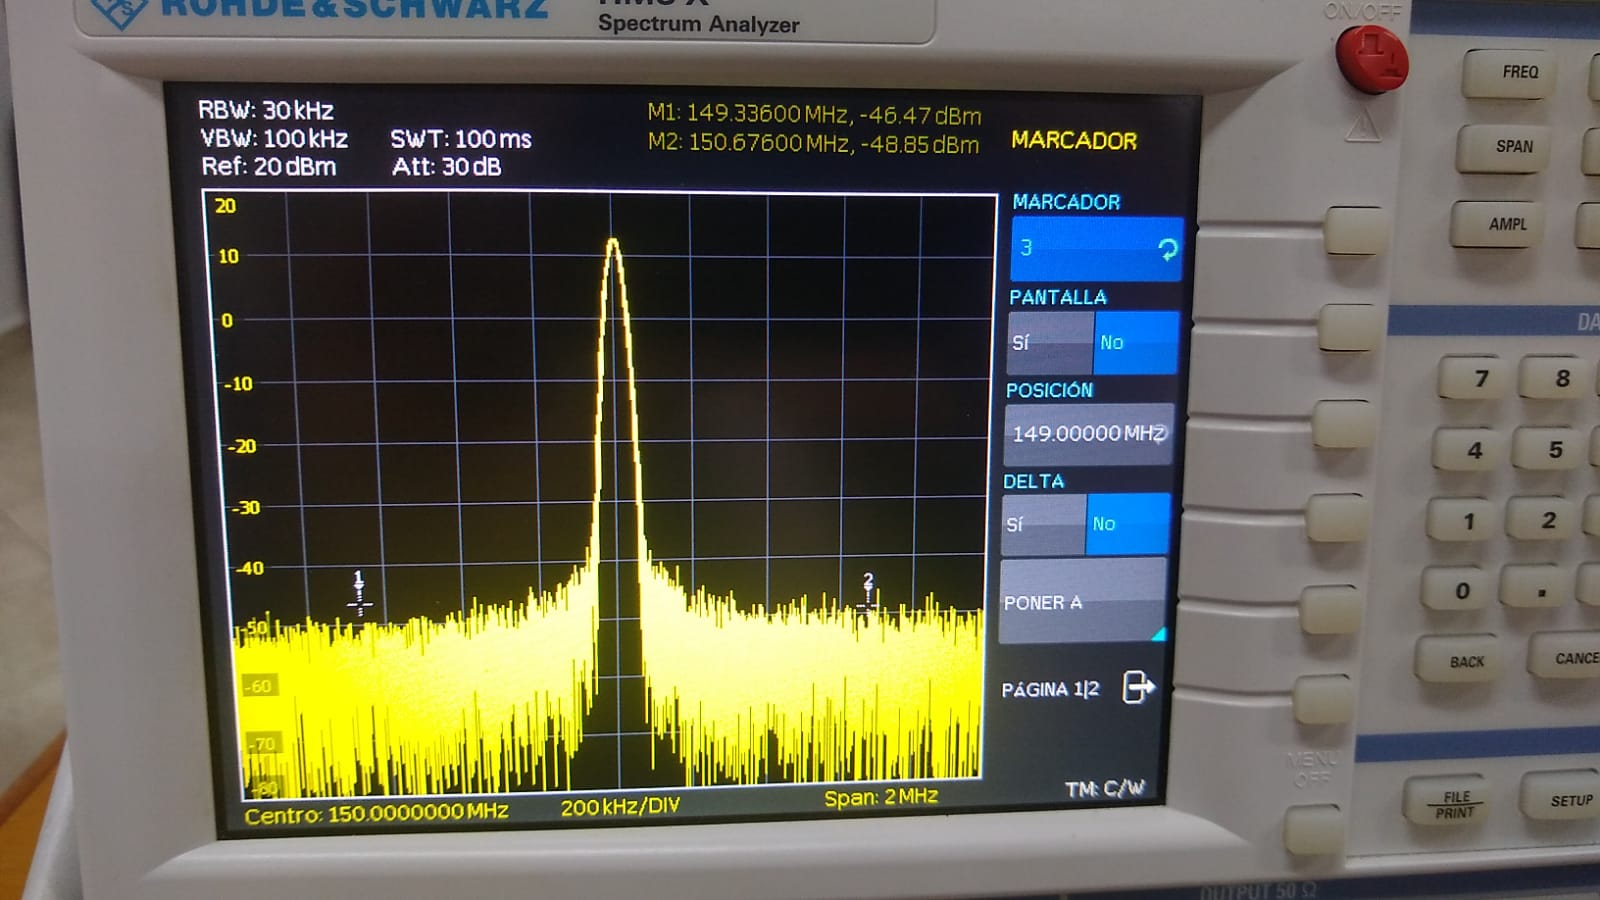 ROHDE & SCHWARZ
Spectrum Analyzer
ON/OFF
RBW: 30 kHz
VBW: 100 kHz SWT: 100 ms
Ref: 20 dBm Att: 30 dB
M1: 149.33600 MHz, -46.47 dBm
M2: 150.67600 MHz, -48.85 dBm
MARCADOR
20
10
0
-10
-20
-30
-40
-50
-60
-70
-80
1
2
Centro: 150.0000000 MHz 200 kHz/DIV Span: 2 MHz
MARCADOR
3
PANTALLA
Sí No
POSICIÓN
149.00000 MHz
DELTA
Sí No
PONER A
PÁGINA 1|2
TM: C/W
FREQ
SPAN
AMPL
7 8
4 5
1 2
0 .
BACK
MENU
OFF
FILE
PRINT
SETUP
OUTPUT 50 Ω